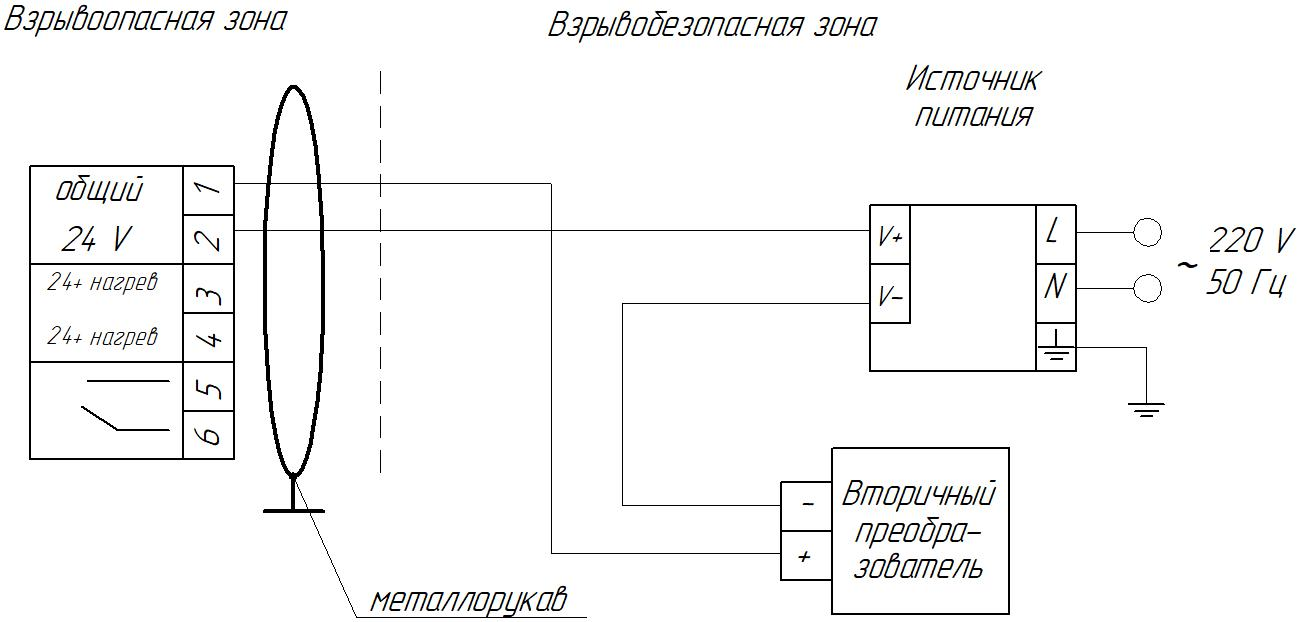 Взрывоопасная зона
Взрывобезопасная зона
Источник
питания
общий
1
24 V
2
24+ нагрев
3
24+ нагрев
4
5
6
V+
V-
L
N
~
220 V
50 Гц
-
+
Вторичный
преобра-
зователь
металлорукав